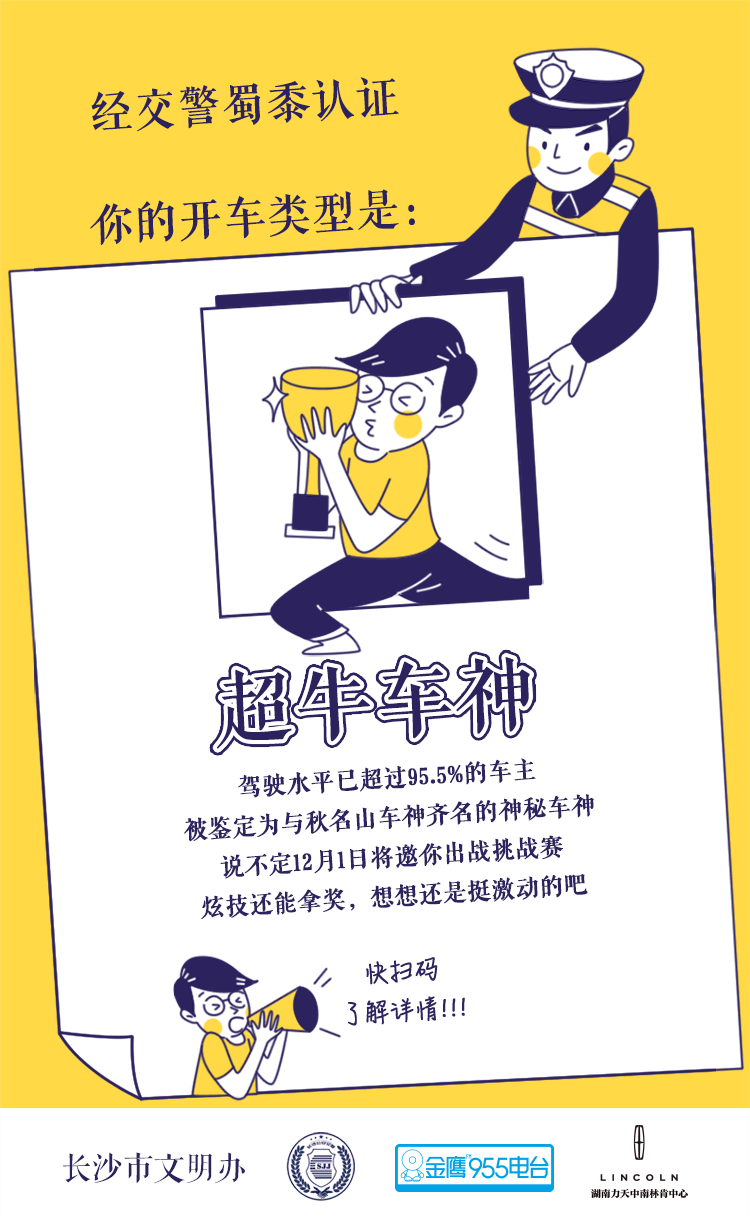 经交警蜀黍认证
你的开车类型是：
超牛车神
驾驶水平已超过95.5%的车主
被鉴定为与秋名山车神齐名的神秘车神
说不定12月1日将邀你出战挑战赛
炫技还能拿奖，想想还是挺激动的吧
快扫码
了解详情!!!
长沙市文明办
SJJ
金鹰955电台
LINCOLN
湖南力天中南林肯中心